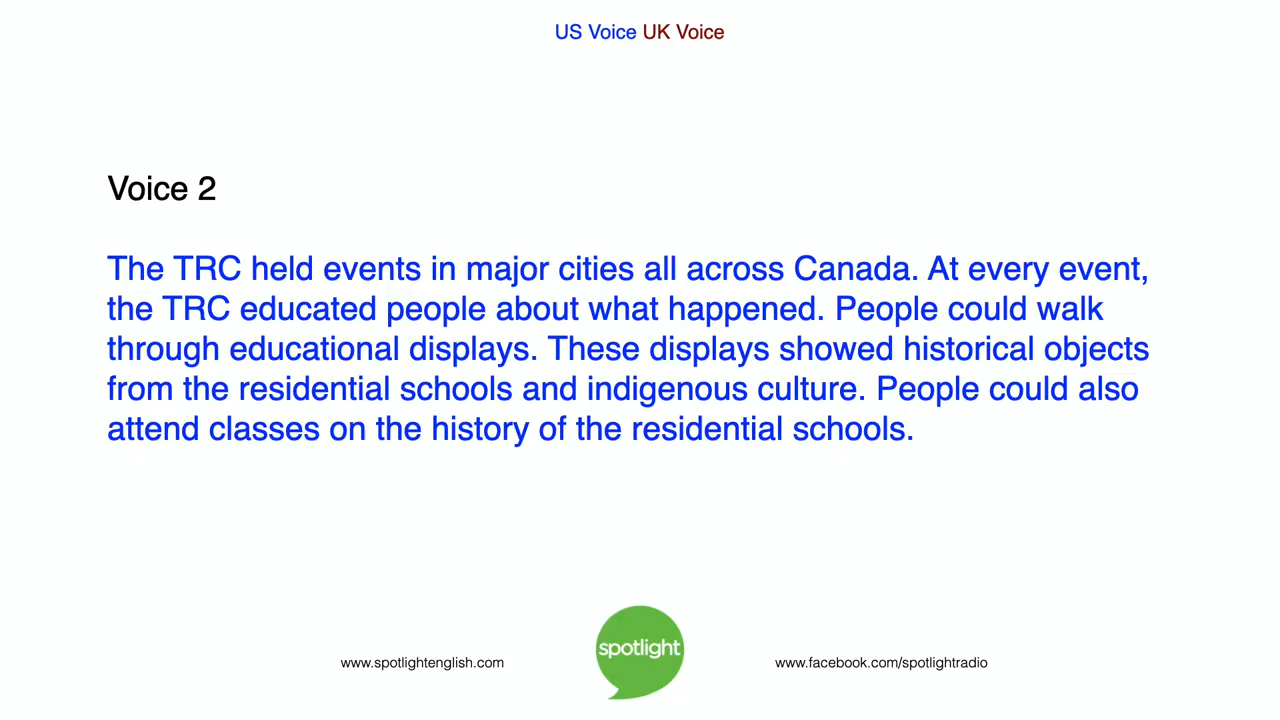 US Voice UK Voice
Voice 2
The TRC held events in major cities all across Canada. At every event,
the TRC educated people about what happened. People could walk
through educational displays. These displays showed historical objects
from the residential schools and indigenous culture. People could also
attend classes on the history of the residential schools.
spotlight
www.spotlightenglish.com
www.facebook.com/spotlightradio